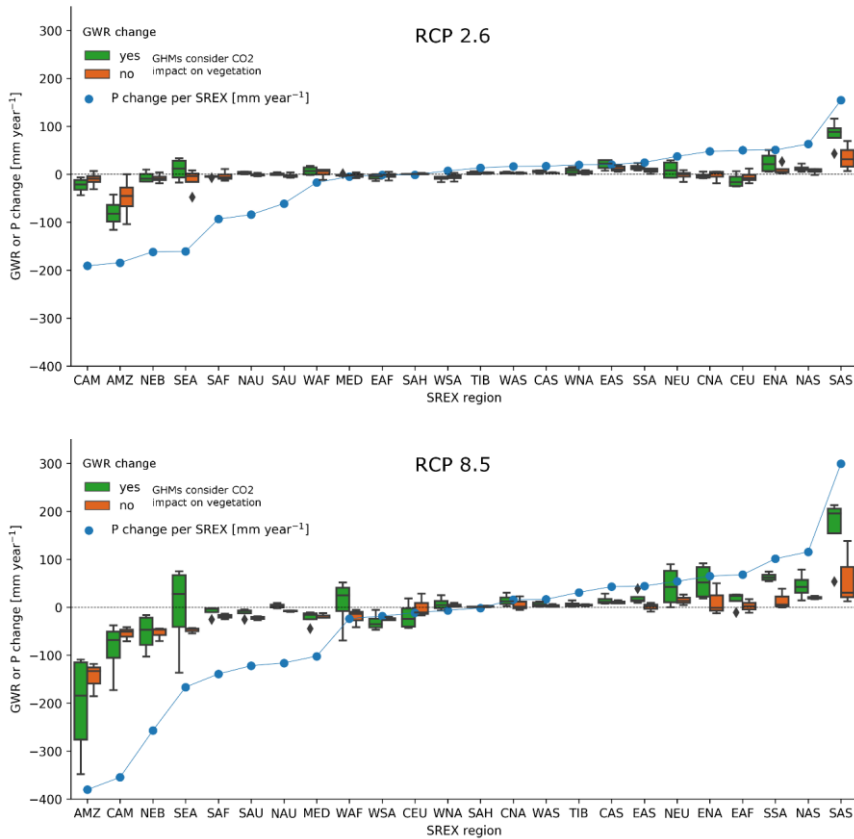 RCP 2.6
GWR change
yes
no
GHMs consider CO2
impact on vegetation
P change per SREX [mm year⁻¹]
GWR or P change [mm year⁻¹]
300
200
100
0
−100
−200
−300
−400
CAM AMZ NEB SEA SAF NAU SAU WAF MED EAF SAH WSA TIB WAS CAS WNA EAS SSA NEU CNA CEU ENA NAS SAS
SREX region
RCP 8.5
GWR change
yes
no
GHMs consider CO2
impact on vegetation
P change per SREX [mm year⁻¹]
GWR or P change [mm year⁻¹]
300
200
100
0
−100
−200
−300
−400
AMZ CAM NEB SEA SAF SAU NAU MED WAF WSA CEU WNA SAH CNA WAS TIB CAS EAS NEU ENA EAF SSA NAS SAS
SREX region